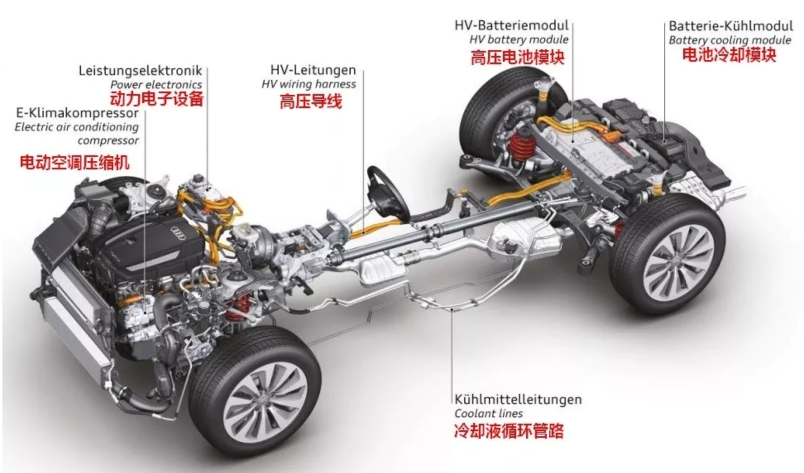 HV-Batteriemodul
HV battery module
高压电池模块
Batterie-Kühlmodul
Battery cooling module
电池冷却模块
Leistungselektronik
Power electronics
动力电子设备
HV-Leitungen
HV wiring harness
高压导线
E-Klimakompressor
Electric air conditioning
compressor
电动空调压缩机
Kühlmittelleitungen
Coolant lines
冷却液循环管路